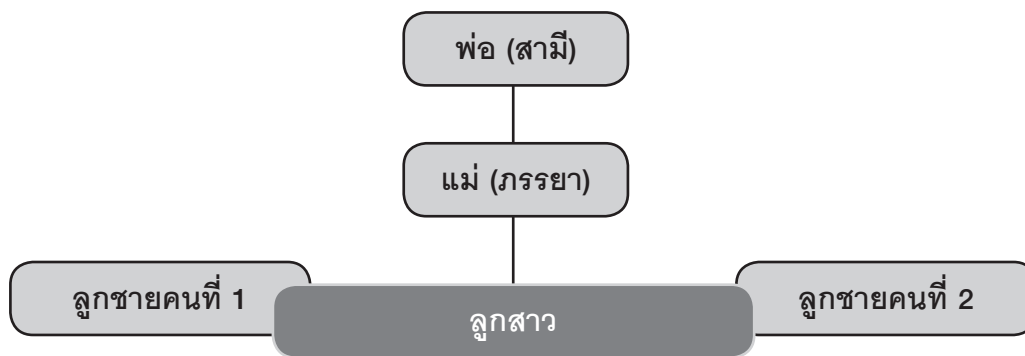 พ่อ (สามี)
แม่ (ภรรยา)
ลูกชายคนที่ 1
ลูกสาว
ลูกชายคนที่ 2